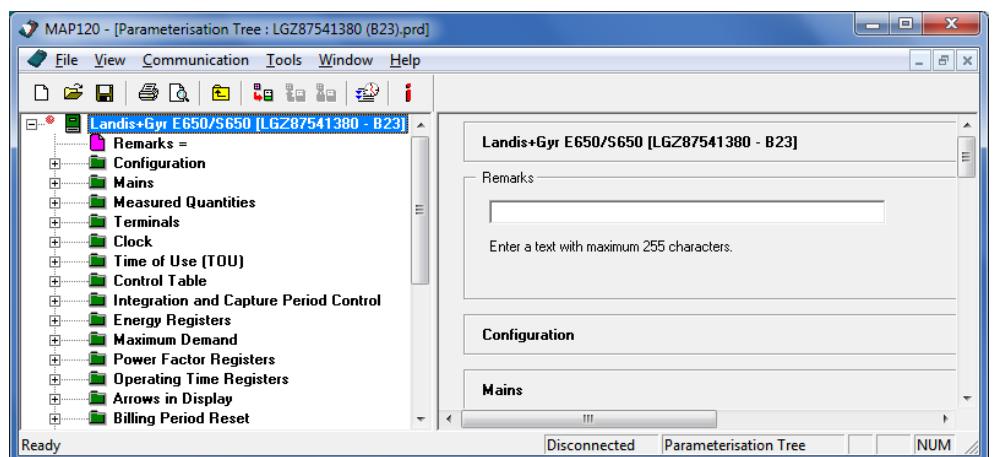 MAP120 - [Parameterisation Tree : LGZ87541380 (B23).prd]
File View Communication Tools Window Help
Landis+Gyr E650/S650 [LGZ87541380 - B23]
Remarks =
Configuration
Mains
Measured Quantities
Terminals
Clock
Time of Use (TOU)
Control Table
Integration and Capture Period Control
Energy Registers
Maximum Demand
Power Factor Registers
Operating Time Registers
Arrows in Display
Billing Period Reset
Landis+Gyr E650/S650 [LGZ87541380 - B23]
Remarks
Enter a text with maximum 255 characters.
Configuration
Mains
Ready Disconnected Parameterisation Tree NUM